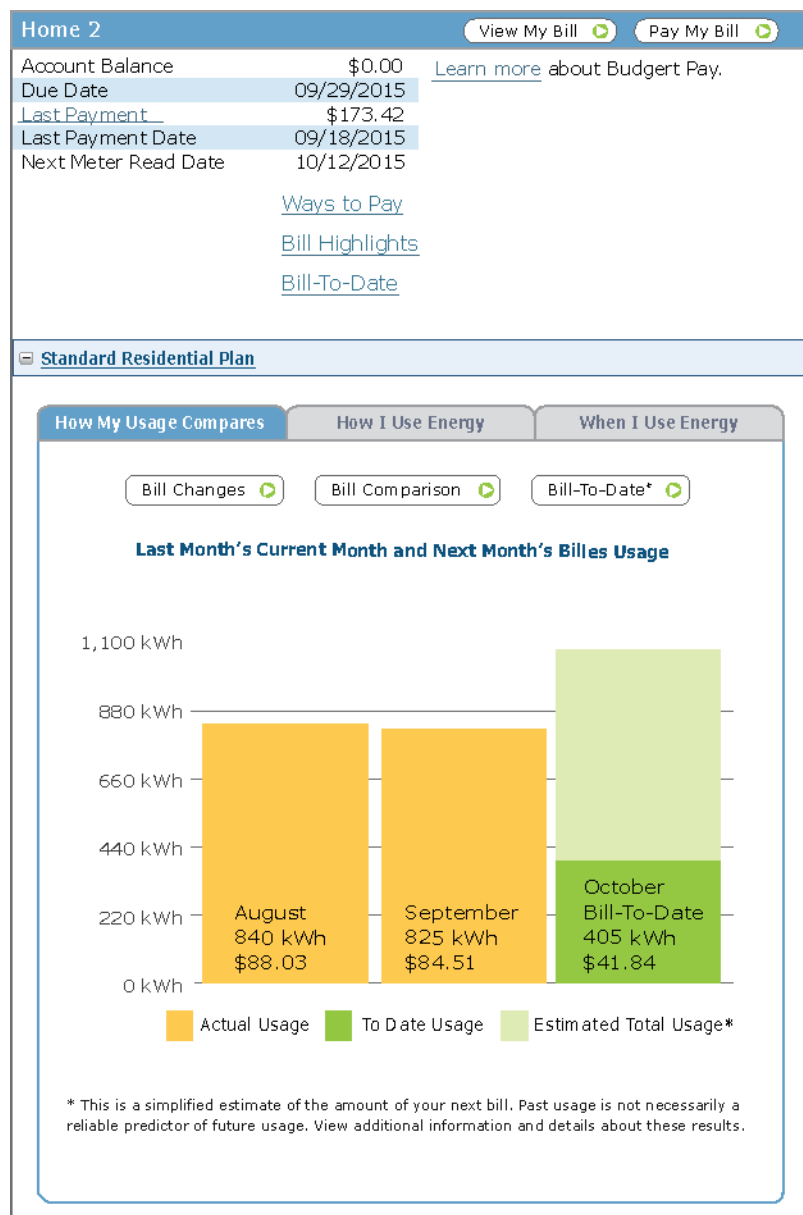 Home 2 View My Bill Pay My Bill
Account Balance $0.00 Learn more about Budgert Pay.
Due Date 09/29/2015
Last Payment $173.42
Last Payment Date 09/18/2015
Next Meter Read Date 10/12/2015
Ways to Pay
Bill Highlights
Bill-To-Date
Standard Residential Plan
How My Usage Compares How I Use Energy When I Use Energy
Bill Changes Bill Comparison Bill-To-Date*
Last Month's Current Month and Next Month's Billes Usage
1,100 kWh
880 kWh
660 kWh
440 kWh
220 kWh
0 kWh
August
840 kWh
$88.03
September
825 kWh
$84.51
October
Bill-To-Date
405 kWh
$41.84
Actual Usage To Date Usage Estimated Total Usage*
* This is a simplified estimate of the amount of your next bill. Past usage is not necessarily a
reliable predictor of future usage. View additional information and details about these results.